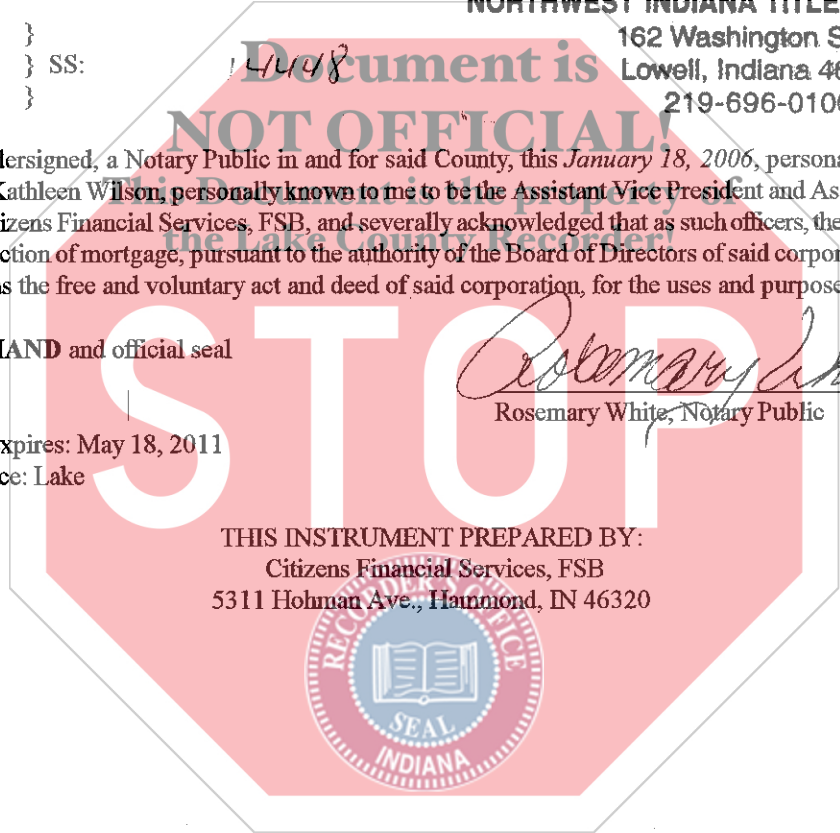 NORTHWEST INDIANA TITLE
162 Washington S
Lowell, Indiana 46
219-696-010
}
} SS:
}
14448
Document is
NOT OFFICIAL!
This Document is the property of
the Lake County Recorder!
dersigned, a Notary Public in and for said County, this January 18, 2006, persona
Kathleen Wilson, personally known to me to be the Assistant Vice President and As
izens Financial Services, FSB, and severally acknowledged that as such officers, the
ction of mortgage, pursuant to the authority of the Board of Directors of said corpor
as the free and voluntary act and deed of said corporation, for the uses and purpose
HAND and official seal
STOP
Rosemary Whi
Rosemary White, Notary Public
xpires: May 18, 2011
ce: Lake
THIS INSTRUMENT PREPARED BY:
Citizens Financial Services, FSB
5311 Hohman Ave., Hammond, IN 46320
RECORDER'S OFFICE
SEAL
INDIANA